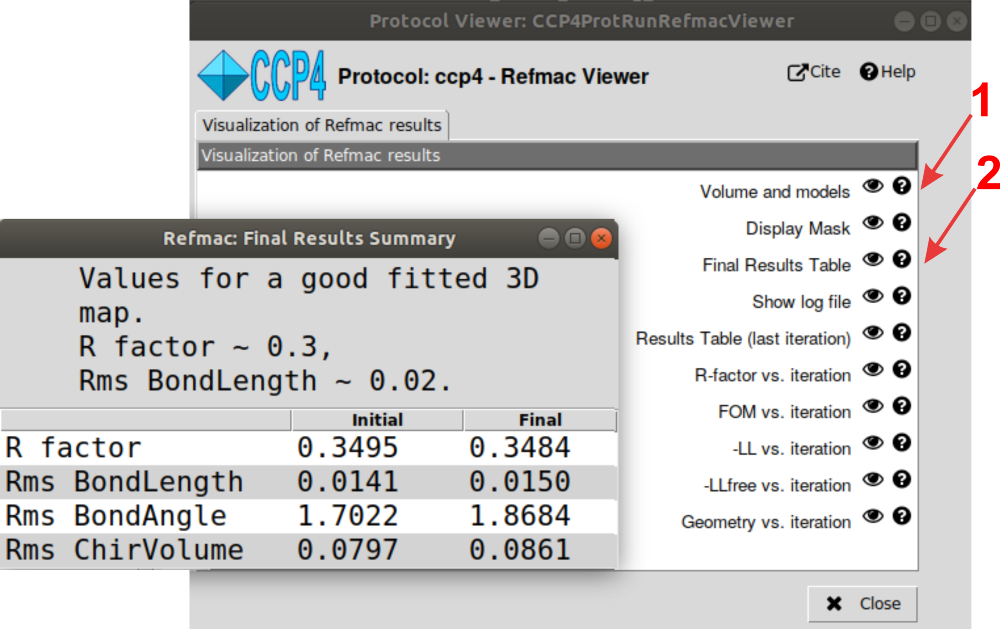 Protocol Viewer: CCP4ProtRunRefmacViewer
CCP4
Protocol: ccp4 - Refmac Viewer
Cite
Help
1
Visualization of Refmac results
Visualization of Refmac results
2
Volume and models
Display Mask
Final Results Table
Show log file
Results Table (last iteration)
R-factor vs. iteration
FOM vs. iteration
-LL vs. iteration
-LLfree vs. iteration
Geometry vs. iteration
Refmac: Final Results Summary
Values for a good fitted 3D
map.
R factor ~ 0.3,
Rms BondLength ~ 0.02.
Initial Final
R factor 0.3495 0.3484
Rms BondLength 0.0141 0.0150
Rms BondAngle 1.7022 1.8684
Rms ChirVolume 0.0797 0.0861
Close